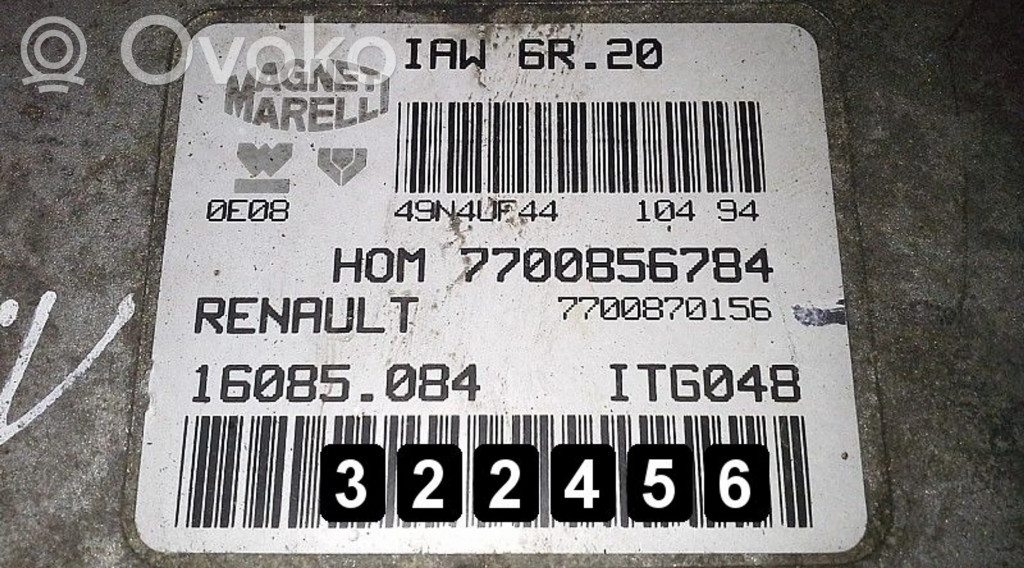 Ovoko
IAW 6R.20
MAGNETI
MARELLI
0E08 49N4UF44 104 94
HOM 7700856784
RENAULT 7700870156
16085.084 ITG048
322456